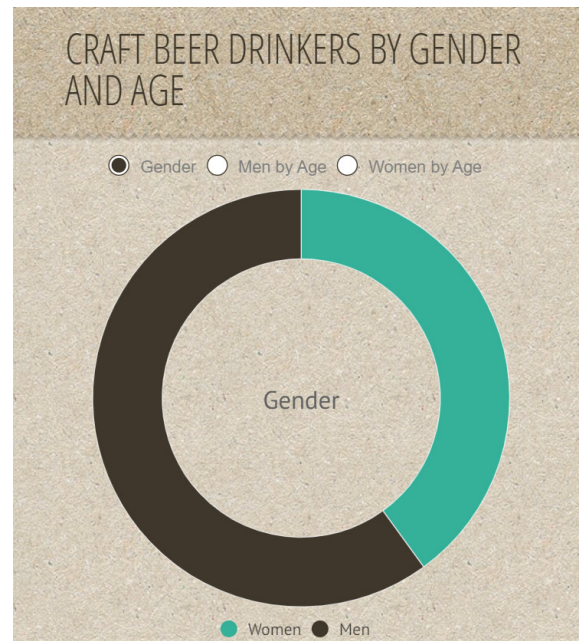 CRAFT BEER DRINKERS BY GENDER
AND AGE
Gender Men by Age Women by Age
Gender
Women Men